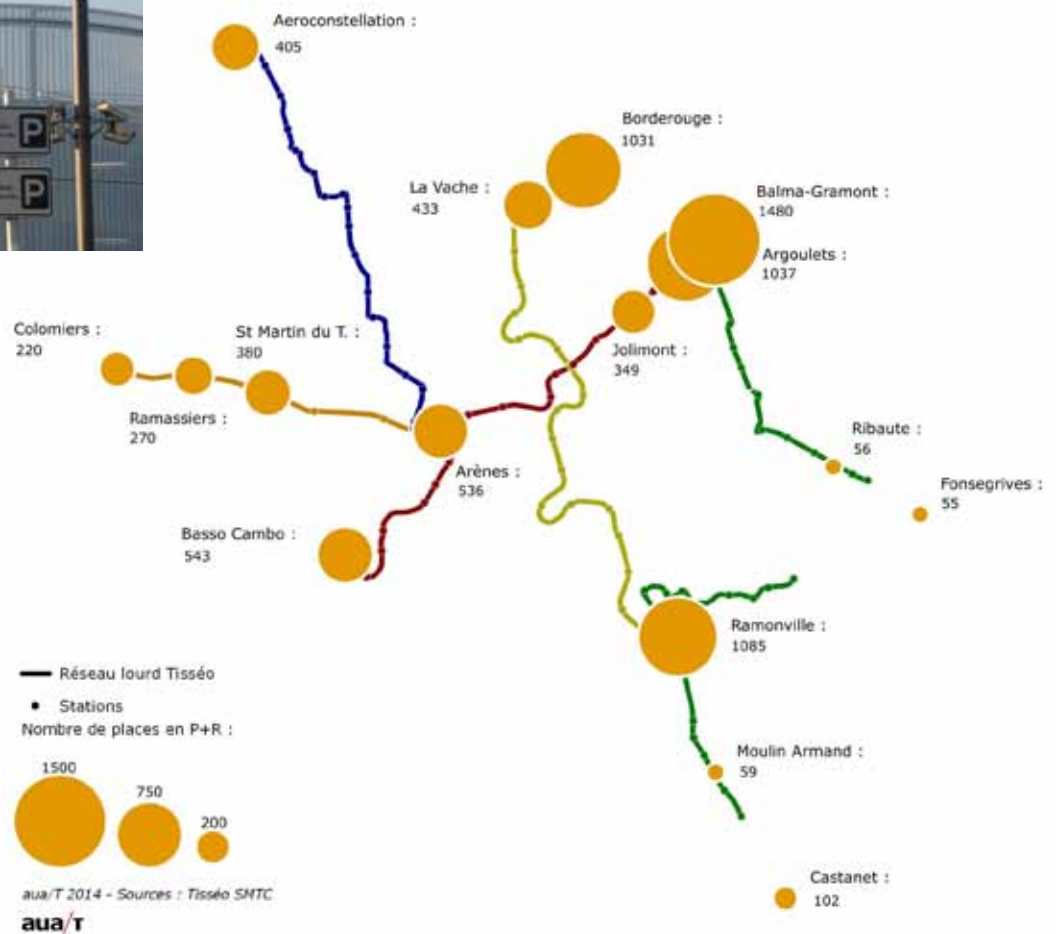 Aeroconstellation :
405
P
P
Borderouge :
1031
La Vache :
433
Balma-Gramont :
1480
Argoulets :
1037
Colomiers :
220
St Martin du T. :
380
Jolimont :
349
Ramassiers :
270
Arènes :
536
Ribaute :
56
Fonsegrives :
55
Basso Cambo :
543
Ramonville :
1085
Réseau lourd Tisséo
Stations
Nombre de places en P+R :
1500
750
200
Moulin Armand :
59
Castanet :
102
aua/T 2014 - Sources : Tisséo SMTC
aua/T